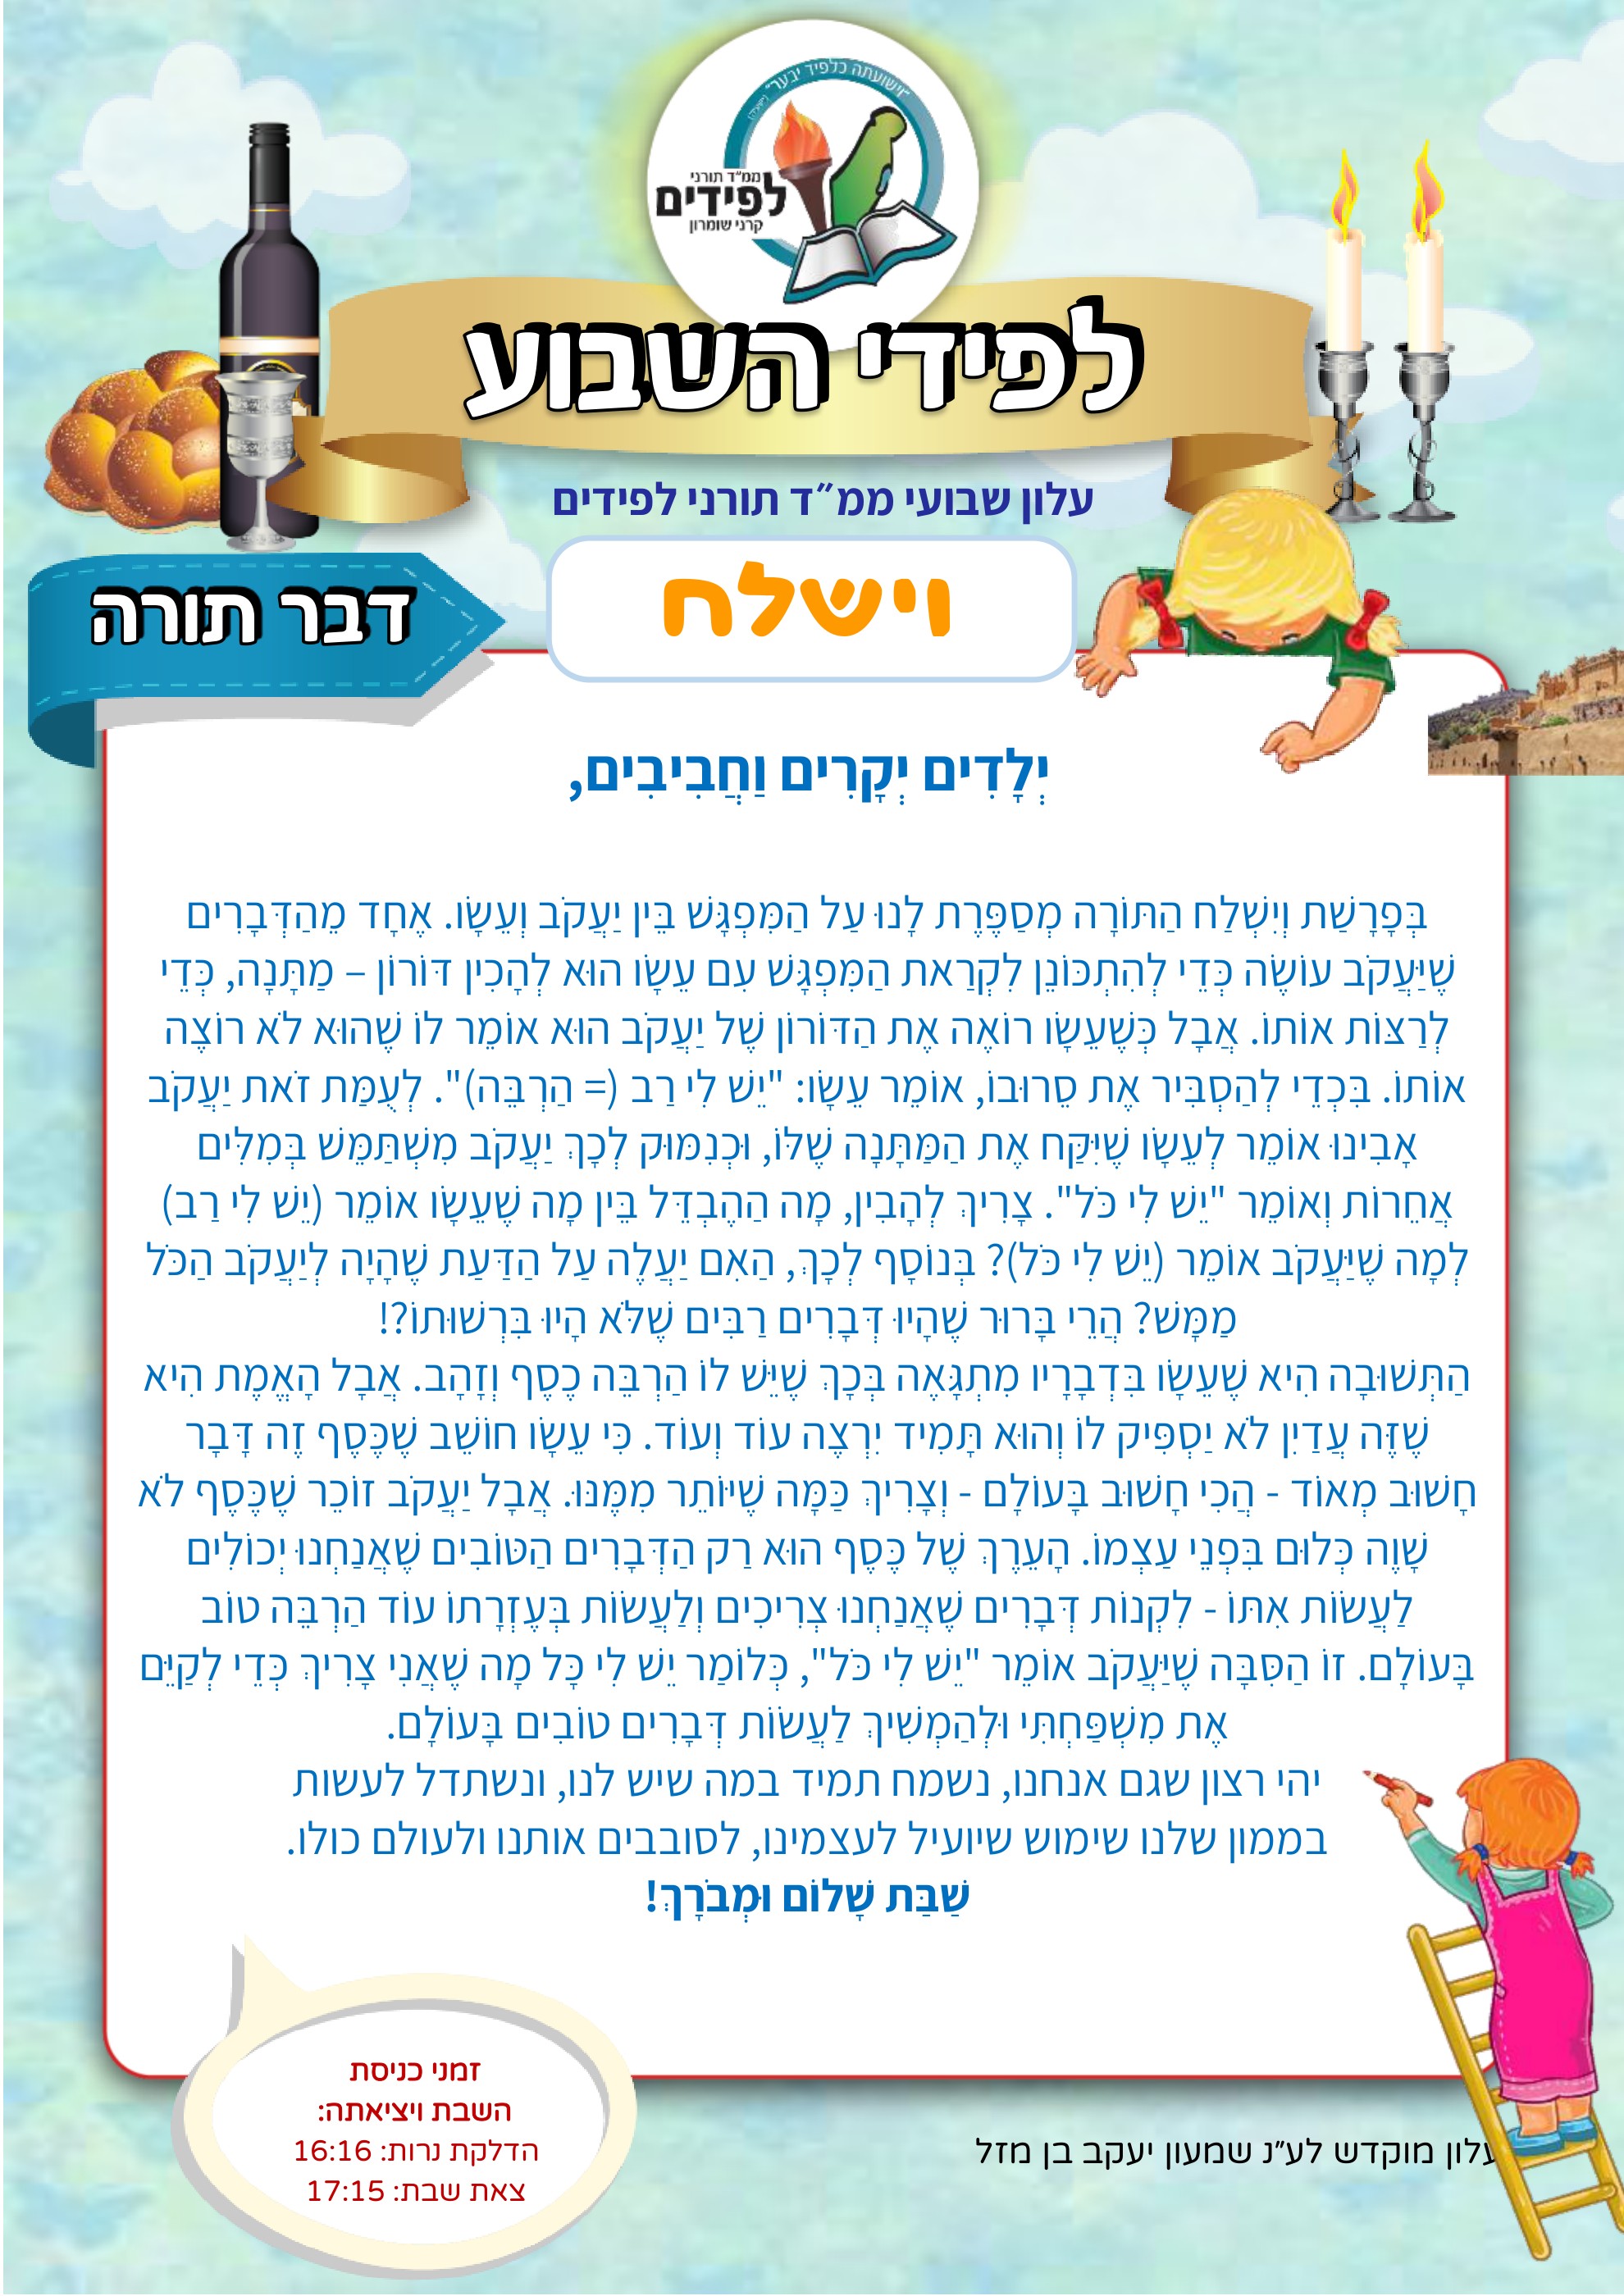 "וישועתה כלפיד יבער"
ממ"ד תורני
לפידים
קרני שומרון
לפידי השבוע
עלון שבועי ממ״ד תורני לפידים
וישלח
דבר תורה
יְלָדִים יְקָרִים וַחֲבִיבִים,
בְּפָרָשַׁת וְיִּשְׁלַח הַתּוֹרָה מְסַפֶּרֶת לָנוּ עַל הַמִּפְגָּשׁ בֵּין יַעֲקֹב וְעֵשָׂו. אֶחָד מֵהַדְּבָרִים
שֶׁיַּעֲקֹב עוֹשֶׂה כְּדֵי לְהִתְכּוֹנֵן לִקְרַאת הַמִּפְגָּשׁ עִם עֵשָׂו הוּא לְהָכִין דּוֹרוֹן – מַתָּנָה, כְּדֵי
לְרַצּוֹת אוֹתוֹ. אֲבָל כְּשֶׁעֵשָׂו רוֹאֶה אֶת הַדּוֹרוֹן שֶׁל יַעֲקֹב הוּא אוֹמֵר לוֹ שֶׁהוּא לֹא רוֹצֶה
אוֹתוֹ. בִּכְדֵי לְהַסְבִּיר אֶת סֵרוּבוֹ, אוֹמֵר עֵשָׂו: "יֵשׁ לִי רַב (= הַרְבֵּה)". לְעֻמַּת זֹאת יַעֲקֹב
אָבִינוּ אוֹמֵר לְעֵשָׂו שֶׁיִּקַּח אֶת הַמַּתָּנָה שֶׁלּוֹ, וּכְנִמּוּק לְכָךְ יַעֲקֹב מִשְׁתַּמֵּשׁ בְּמִלִּים
אֲחֵרוֹת וְאוֹמֵר "יֵשׁ לִי כֹּל". צָרִיךְ לְהָבִין, מָה הַהֶבְדֵּל בֵּין מָה שֶׁעֵשָׂו אוֹמֵר (יֵשׁ לִי רַב)
לְמָה שֶׁיַּעֲקֹב אוֹמֵר (יֵשׁ לִי כֹּל)? בְּנוֹסָף לְכָךְ, הַאִם יַעֲלֶה עַל הַדַּעַת שֶׁהָיָה לְיַעֲקֹב הַכֹּל
מַמָּשׁ? הֲרֵי בָּרוּר שֶׁהָיוּ דְּבָרִים רַבִּים שֶׁלֹּא הָיוּ בִּרְשׁוּתוֹ?!
הַתְּשׁוּבָה הִיא שֶׁעֵשָׂו בִּדְבָרָיו מִתְגָּאֶה בְּכָךְ שֶׁיֵּשׁ לוֹ הַרְבֵּה כֶּסֶף וְזָהָב. אֲבָל הָאֱמֶת הִיא
שֶׁזֶּה עֲדַיִן לֹא יַסְפִּיק לוֹ וְהוּא תָּמִיד יִרְצֶה עוֹד וְעוֹד. כִּי עֵשָׂו חוֹשֵׁב שֶׁכֶּסֶף זֶה דָּבָר
חָשׁוּב מְאוֹד - הֲכִי חָשׁוּב בָּעוֹלָם - וְצָרִיךְ כַּמָּה שֶׁיּוֹתֵר מִמֶּנּוּ. אֲבָל יַעֲקֹב זוֹכֵר שֶׁכֶּסֶף לֹא
שָׁוֶה כְּלוּם בִּפְנֵי עַצְמוֹ. הָעֵרֶךְ שֶׁל כֶּסֶף הוּא רַק הַדְּבָרִים הַטּוֹבִים שֶׁאֲנַחְנוּ יְכוֹלִים
לַעֲשׂוֹת אִתּוֹ - לִקְנוֹת דְּבָרִים שֶׁאֲנַחְנוּ צְרִיכִים וְלַעֲשׂוֹת בְּעֶזְרָתוֹ עוֹד הַרְבֵּה טוֹב
בָּעוֹלָם. זוֹ הַסִּבָּה שֶׁיַּעֲקֹב אוֹמֵר "יֵשׁ לִי כֹּל", כְּלוֹמַר יֵשׁ לִי כָּל מָה שֶׁאֲנִי צָרִיךְ כְּדֵי לְקַיֵּם
אֶת מִשְׁפַּחְתִּי וּלְהַמְשִׁיךְ לַעֲשׂוֹת דְּבָרִים טוֹבִים בָּעוֹלָם.
יהי רצון שגם אנחנו, נשמח תמיד במה שיש לנו, ונשתדל לעשות
בממון שלנו שימוש שיועיל לעצמינו, לסובבים אותנו ולעולם כולו.
שַׁבַּת שָׁלוֹם וּמְבֹרָךְ!
זמני כניסת
השבת ויציאתה:
הדלקת נרות: 16:16
צאת שבת: 17:15
עלון מוקדש לע״נ שמעון יעקב בן מזל